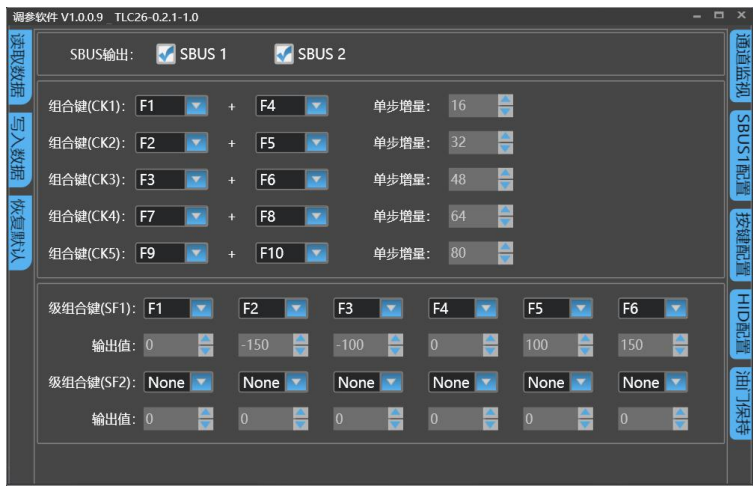 调参软件 V1.0.0.9 _TLC26-0.2.1-1.0
读取数据
写入数据
恢复默认
SBUS输出: SBUS 1 SBUS 2
组合键(CK1): F1 + F4 单步增量: 16
组合键(CK2): F2 + F5 单步增量: 32
组合键(CK3): F3 + F6 单步增量: 48
组合键(CK4): F7 + F8 单步增量: 64
组合键(CK5): F9 + F10 单步增量: 80
级组合键(SF1): F1 F2 F3 F4 F5 F6
输出值: 0 -150 -100 0 100 150
级组合键(SF2): None None None None None None
输出值: 0 0 0 0 0 0
通道监视
SBUS1配置
按键配置
HID配置
油门保持